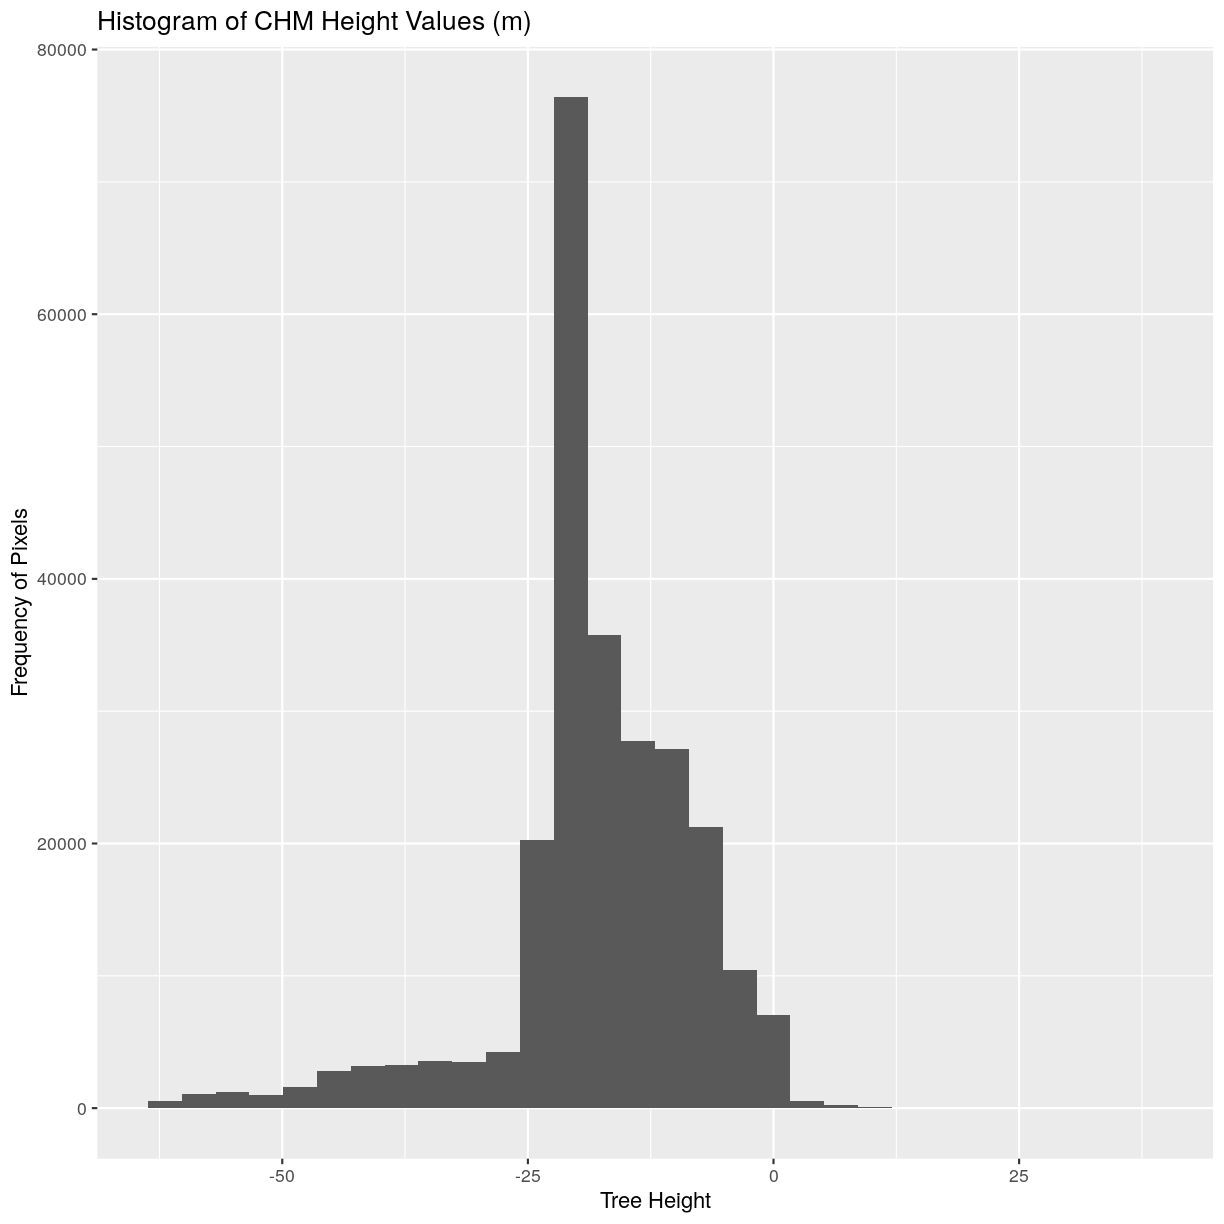 Histogram of CHM Height Values (m)
80000
60000
40000
20000
0
Frequency of Pixels
-50 -25 0 25
Tree Height